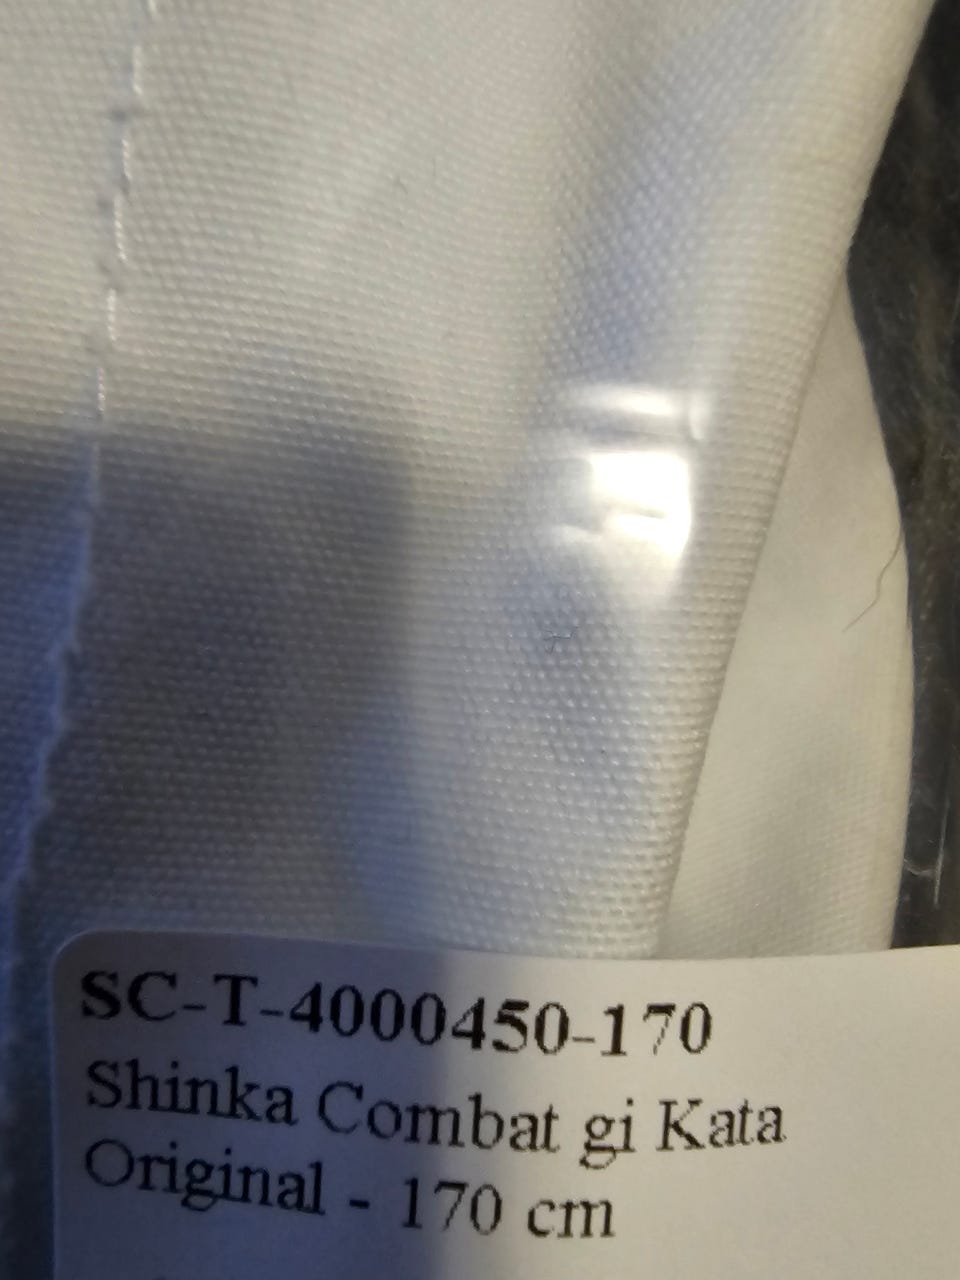 SC-T-4000450-170
Shinka Combat gi Kata
Original - 170 cm